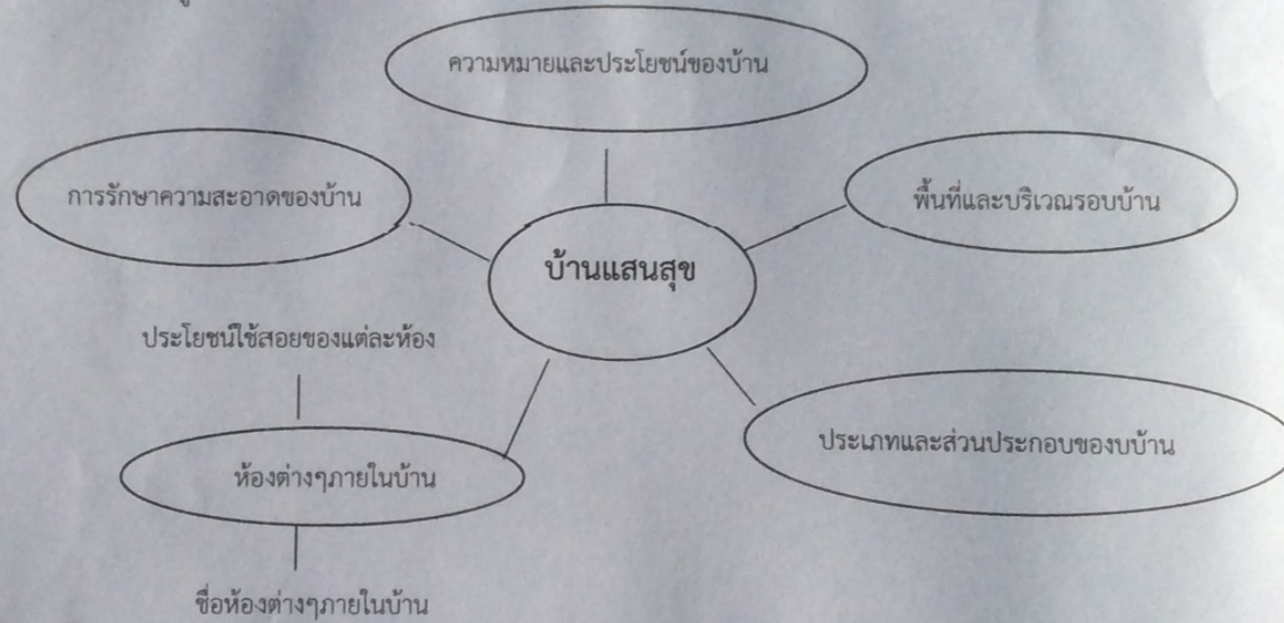 ความหมายและประโยชน์ของบ้าน
การรักษาความสะอาดของบ้าน
พื้นที่และบริเวณรอบบ้าน
บ้านแสนสุข
ประโยชน์ใช้สอยของแต่ละห้อง
ประเภทและส่วนประกอบของบบ้าน
ห้องต่างๆภายในบ้าน
ชื่อห้องต่างๆภายในบ้าน